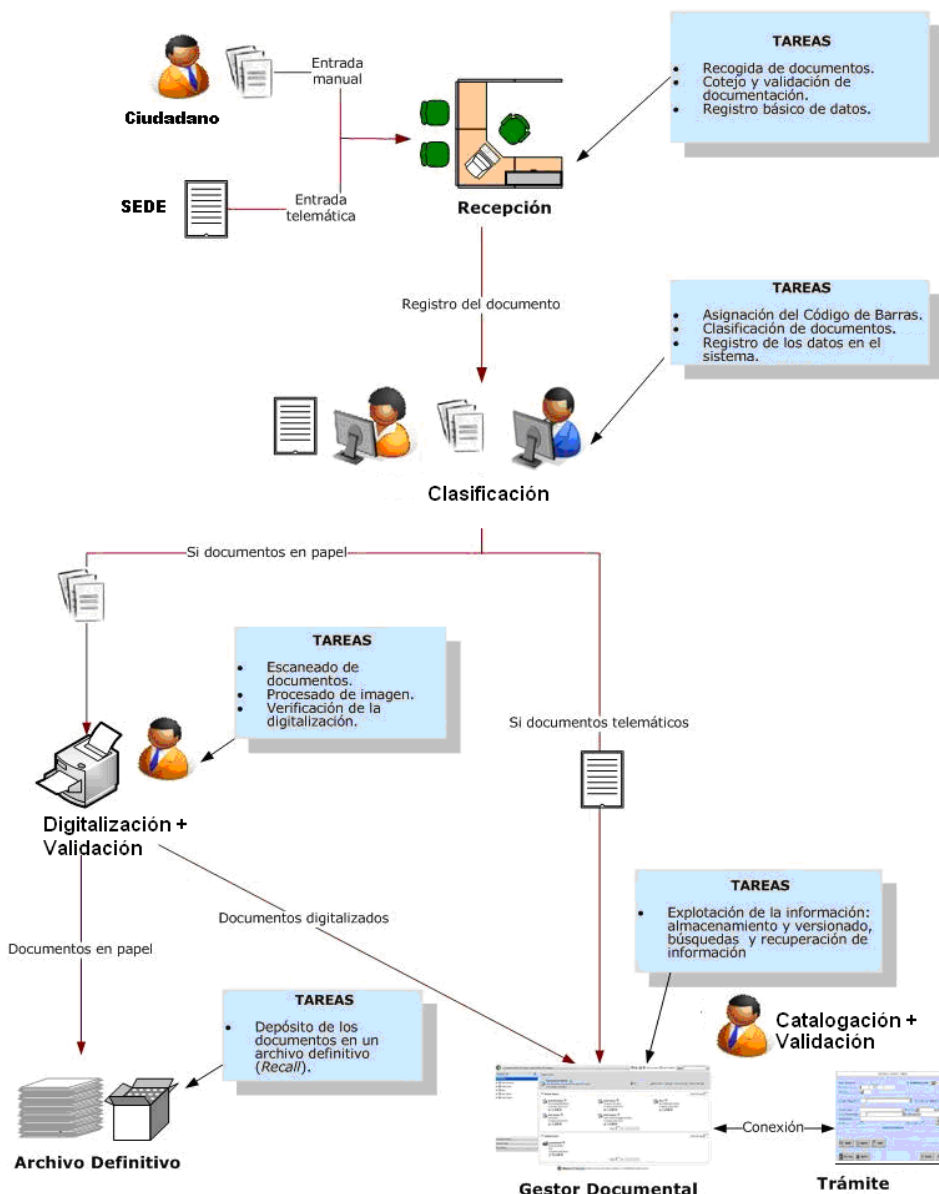 Entrada
manual
Ciudadano
SEDE
Entrada
telemática
Recepción
TAREAS
• Recogida de documentos.
• Cotejo y validación de
documentación.
• Registro básico de datos.
Registro del documento
TAREAS
• Asignación del Código de Barras.
• Clasificación de documentos.
• Registro de los datos en el
sistema.
Clasificación
Si documentos en papel
TAREAS
• Escaneado de
documentos.
• Procesado de imagen.
• Verificación de la
digitalización.
Si documentos telemáticos
Digitalización +
Validación
Documentos digitalizados
Documentos en papel
TAREAS
• Explotación de la información:
almacenamiento y versionado,
búsquedas y recuperación de
información
TAREAS
• Depósito de los
documentos en un
archivo definitivo
(Recall).
Catalogación +
Validación
Conexión
Archivo Definitivo
Gestor Documental
Trámite